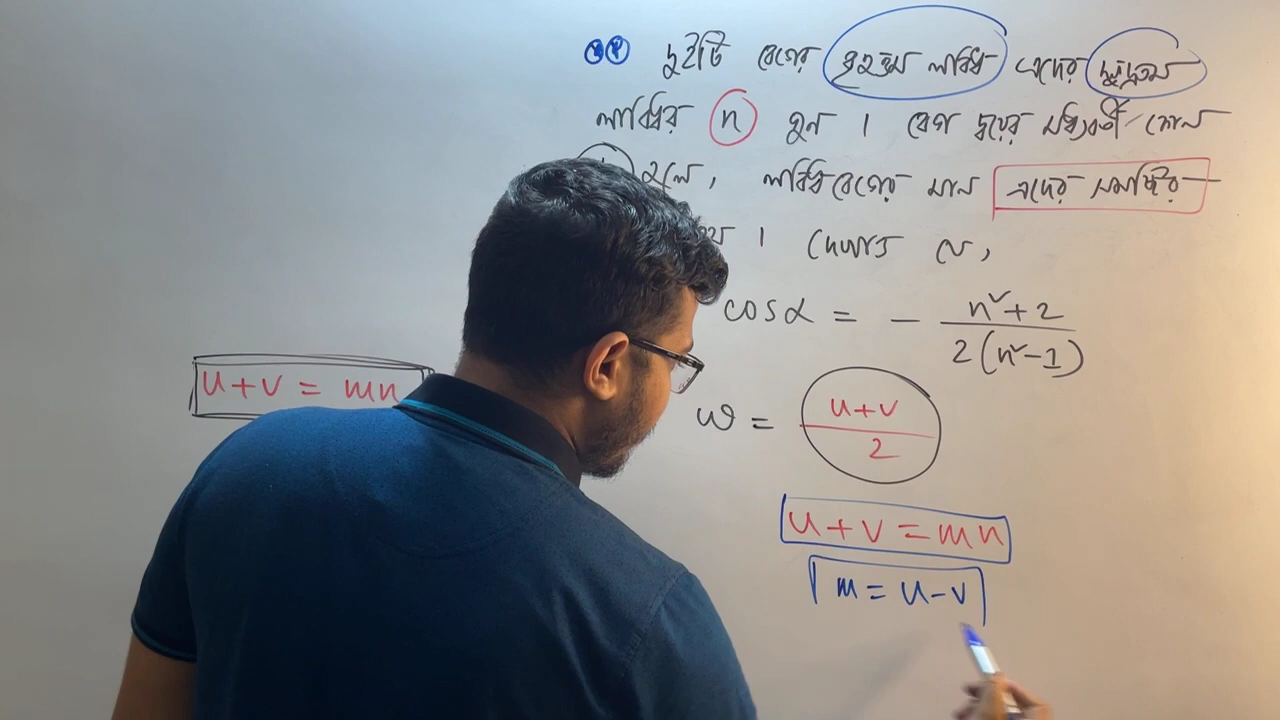 দুইটি বেগের বৃহত্তম লব্ধি এদের ক্ষুদ্রতম
লব্ধির n গুন । বেগ দ্বয়ের মধ্যবর্তী কোন
হলে, লব্ধিবেগের মান এদের সমষ্টির
। দেখাও যে,
cosα = - n²+2 / 2(n²-1)
u+v = mn
w = u+v / 2
u+v = mn
m = u-v